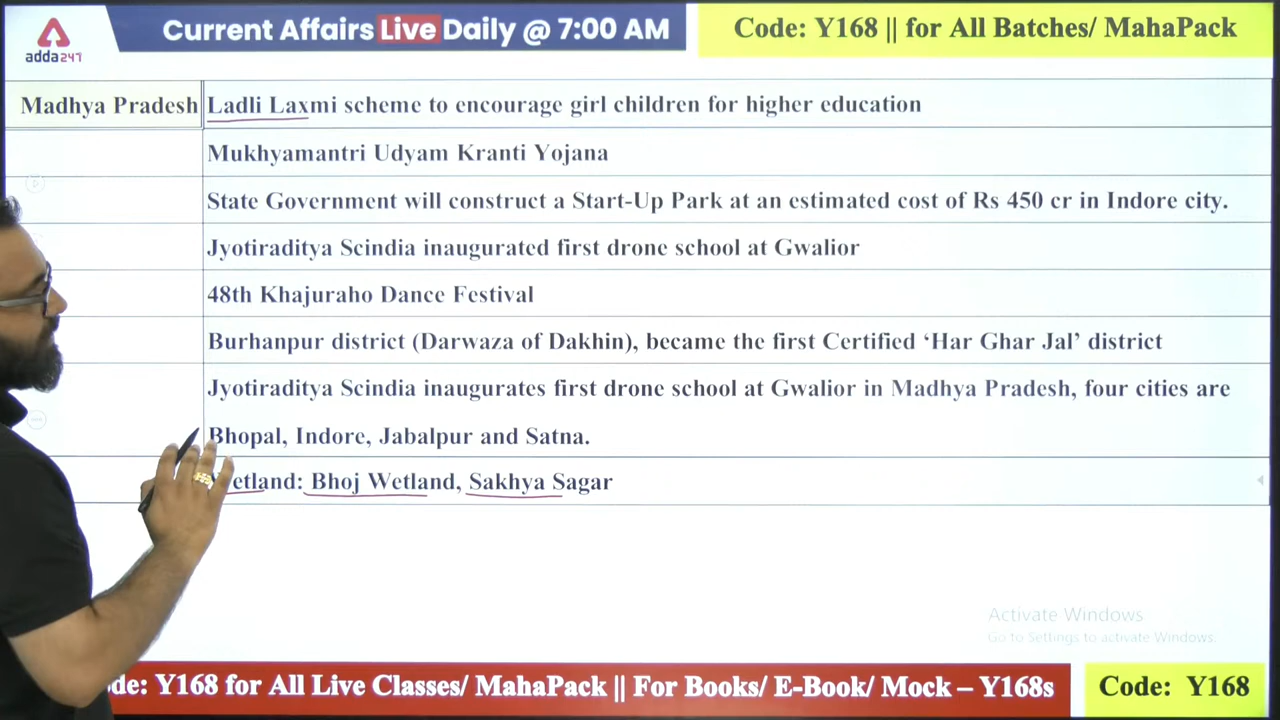 Current Affairs Live Daily @ 7:00 AM
Code: Y168 || for All Batches/ MahaPack
adda247
Madhya Pradesh
Ladli Laxmi scheme to encourage girl children for higher education
Mukhyamantri Udyam Kranti Yojana
State Government will construct a Start-Up Park at an estimated cost of Rs 450 cr in Indore city.
Jyotiraditya Scindia inaugurated first drone school at Gwalior
48th Khajuraho Dance Festival
Burhanpur district (Darwaza of Dakhin), became the first Certified ‘Har Ghar Jal’ district
Jyotiraditya Scindia inaugurates first drone school at Gwalior in Madhya Pradesh, four cities are
Bhopal, Indore, Jabalpur and Satna.
Wetland: Bhoj Wetland, Sakhya Sagar
Activate Windows
Go to Settings to activate Windows.
de: Y168 for All Live Classes/ MahaPack || For Books/ E-Book/ Mock – Y168s
Code: Y168